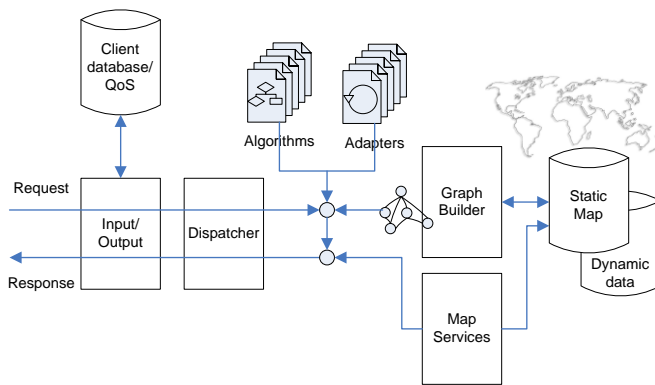 Client
database/
QoS
Algorithms
Adapters
Request
Input/
Output
Dispatcher
Graph
Builder
Static
Map
Response
Dynamic
data
Map
Services